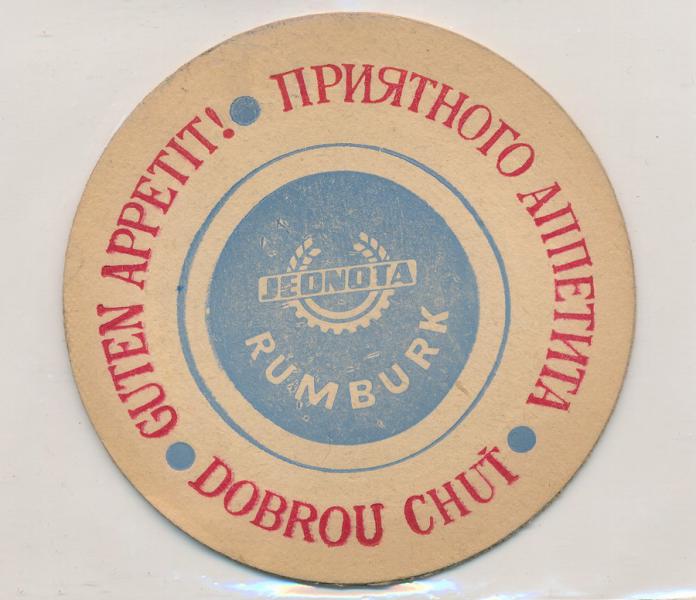 ПРИЯТНОГО АППЕТИТА
GUTEN APPETIT!
DOBROU CHUŤ
JEDNOTA
RUMBURK